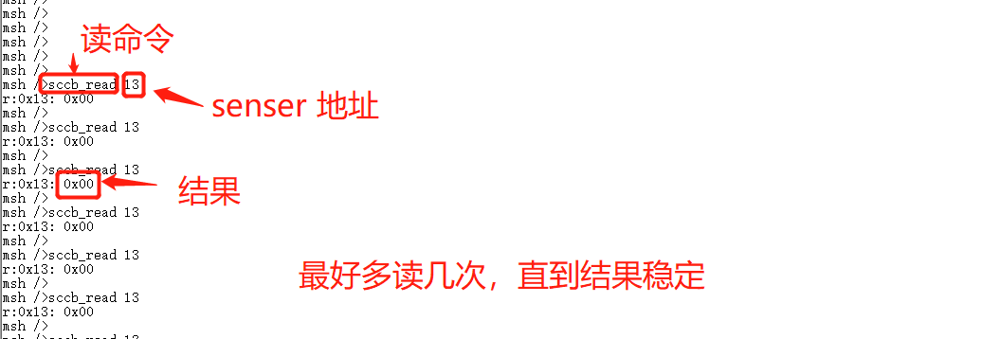 msh />
msh />
msh />
读命令
msh />
msh />
msh />
msh />sccb_read 13
r:0x13: 0x00
senser 地址
msh />
msh />sccb_read 13
r:0x13: 0x00
msh />
msh />sccb_read 13
r:0x13: 0x00
结果
msh />
msh />sccb_read 13
r:0x13: 0x00
msh />
msh />sccb_read 13
r:0x13: 0x00
最好多读几次，直到结果稳定
msh />
msh />sccb_read 13
r:0x13: 0x00
msh />
msh />sccb_read 13